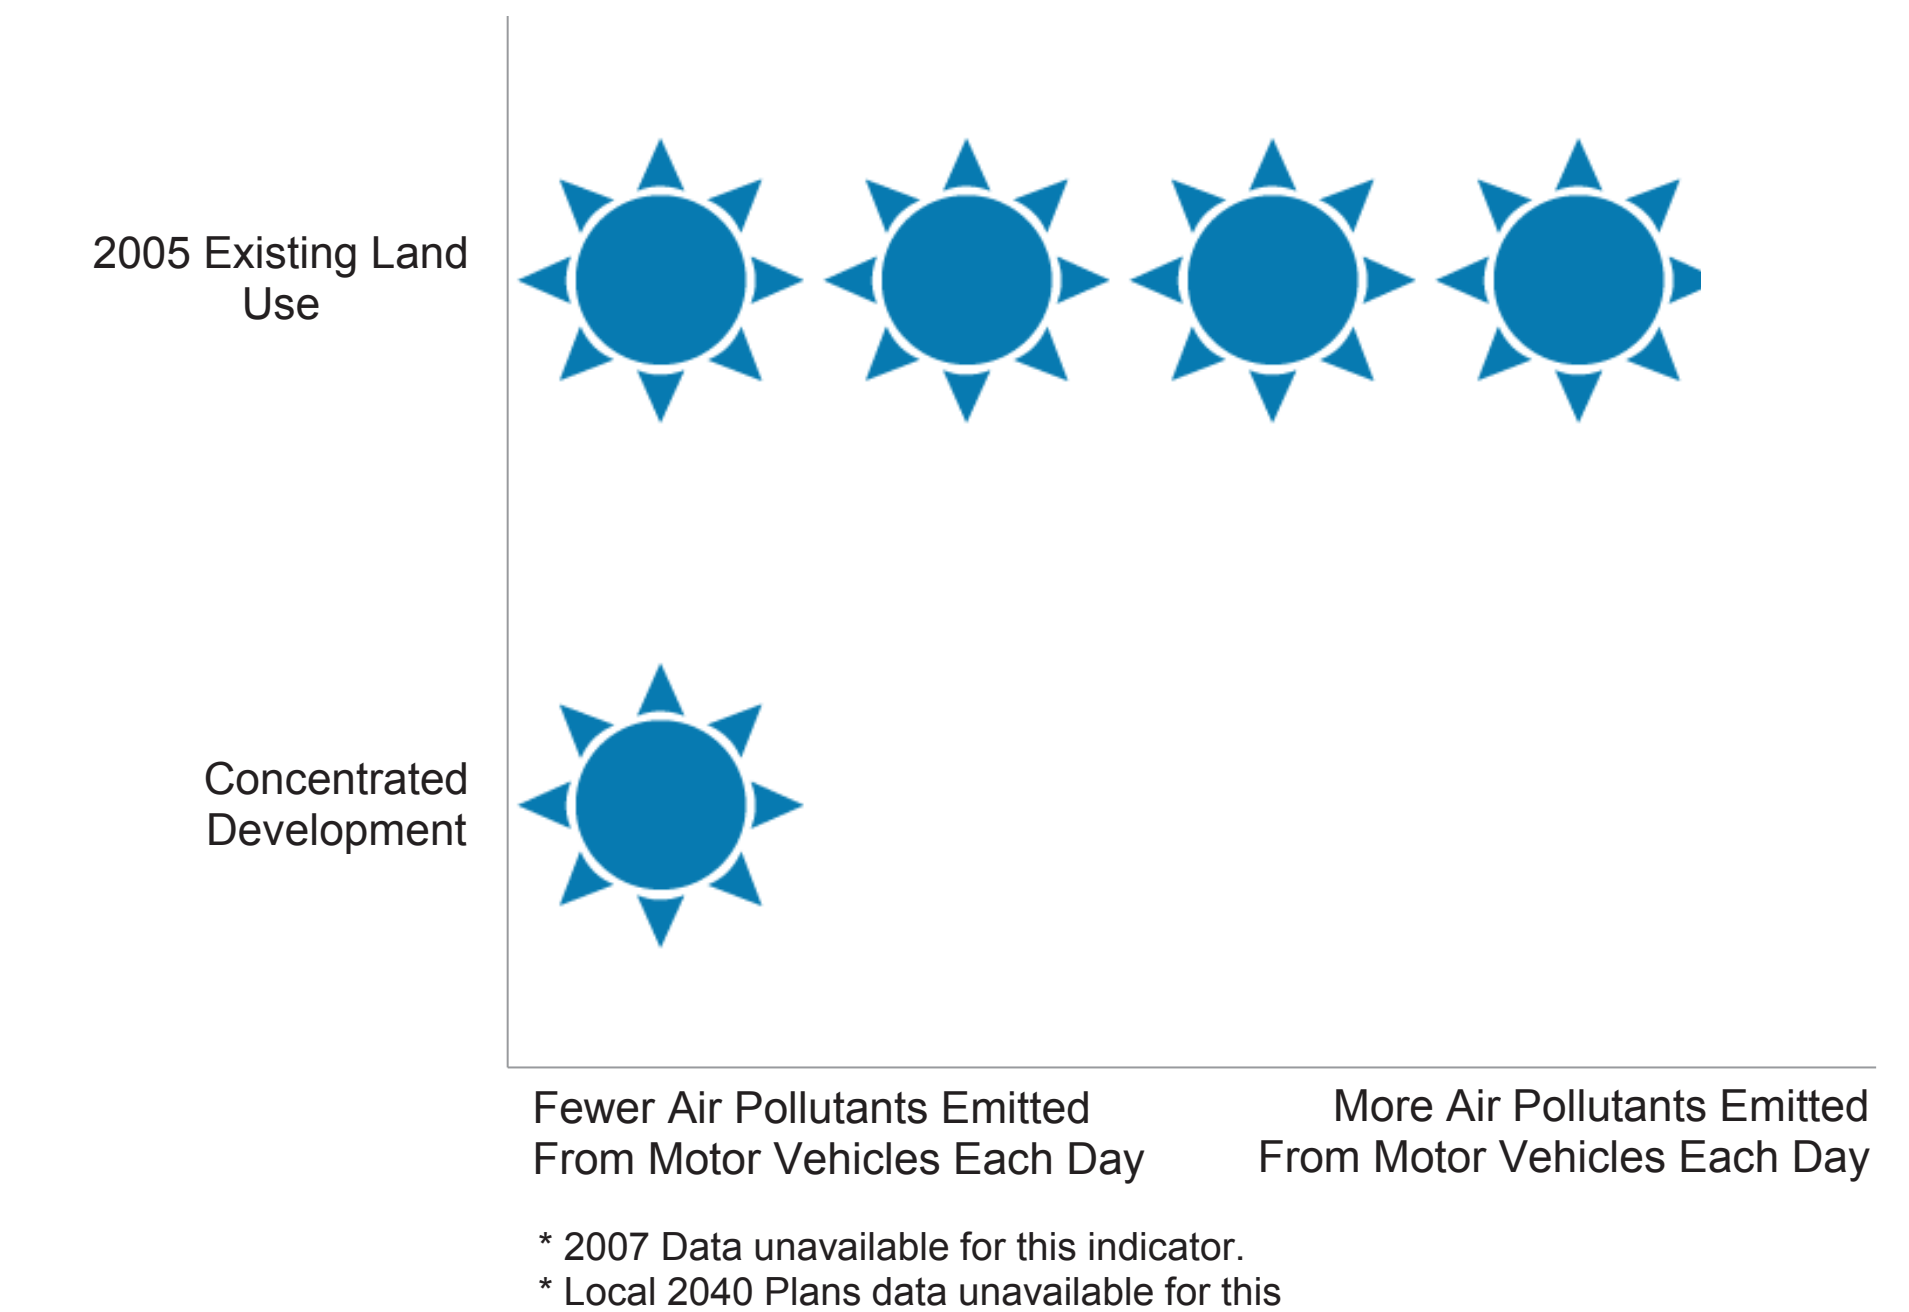 2005 Existing Land
Use
Concentrated
Development
Fewer Air Pollutants Emitted
From Motor Vehicles Each Day
More Air Pollutants Emitted
From Motor Vehicles Each Day
* 2007 Data unavailable for this indicator.
* Local 2040 Plans data unavailable for this